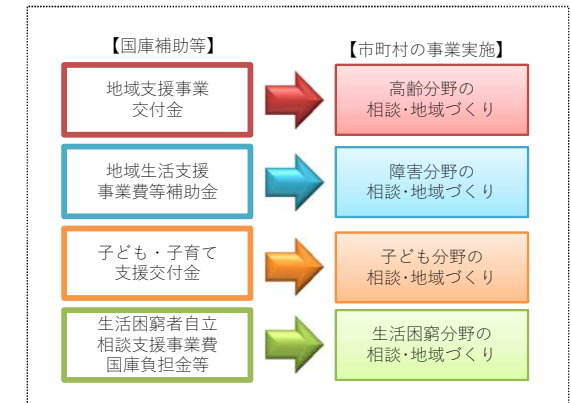 【国庫補助等】
【市町村の事業実施】
地域支援事業
交付金
高齢分野の
相談・地域づくり
地域生活支援
事業費等補助金
障害分野の
相談・地域づくり
子ども・子育て
支援交付金
子ども分野の
相談・地域づくり
生活困窮者自立
相談支援事業費
国庫負担金等
生活困窮分野の
相談・地域づくり